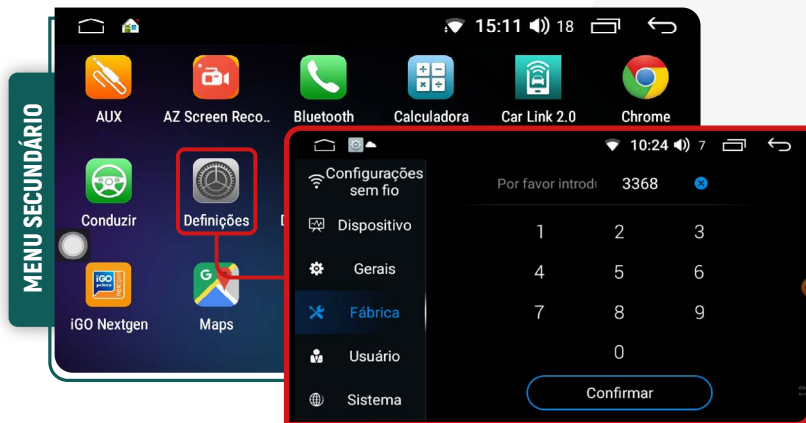 MENU SECUNDÁRIO
15:11 18
AUX
AZ Screen Reco..
Bluetooth
Calculadora
Car Link 2.0
Chrome
Conduzir
Definições
D
iGO Nextgen
Maps
10:24 7
Configurações
sem fio
Dispositivo
Gerais
Fábrica
Usuário
Sistema
Por favor introdu
3368
1 2 3
4 5 6
7 8 9
0
Confirmar